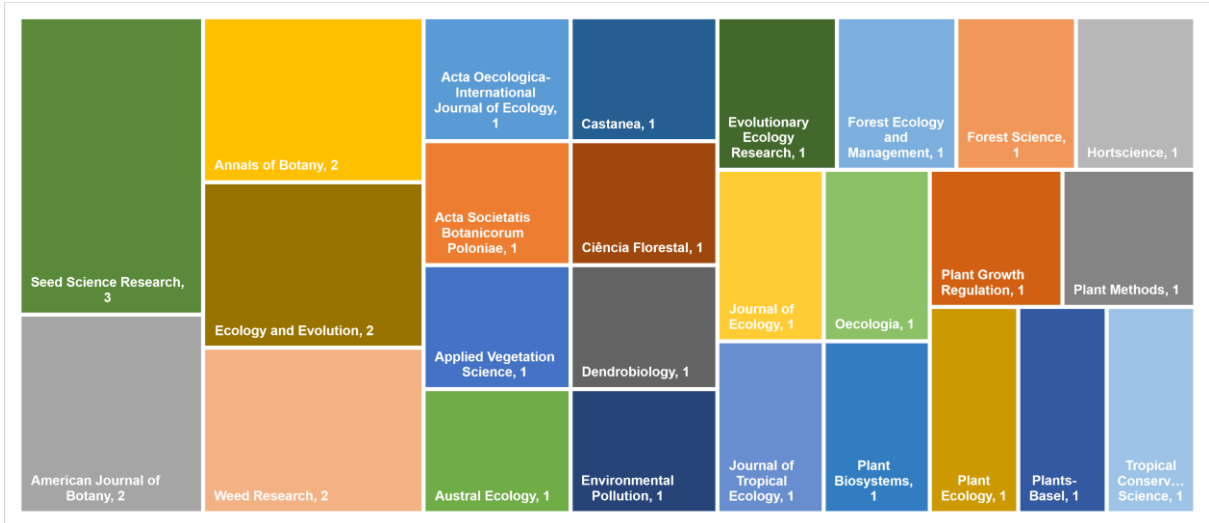 Seed Science Research,
3
American Journal of
Botany, 2
Annals of Botany, 2
Ecology and Evolution, 2
Weed Research, 2
Acta Oecologica-
International
Journal of Ecology,
1
Acta Societatis
Botanicorum
Poloniae, 1
Applied Vegetation
Science, 1
Austral Ecology, 1
Castanea, 1
Ciência Florestal, 1
Dendrobiology, 1
Environmental
Pollution, 1
Evolutionary
Ecology
Research, 1
Forest Ecology
and
Management, 1
Forest Science,
1
Hortscience, 1
Journal of
Ecology, 1
Oecologia, 1
Plant Growth
Regulation, 1
Plant Methods, 1
Journal of
Tropical
Ecology, 1
Plant
Biosystems,
1
Plant
Ecology, 1
Plants-
Basel, 1
Tropical
Conserv…
Science, 1